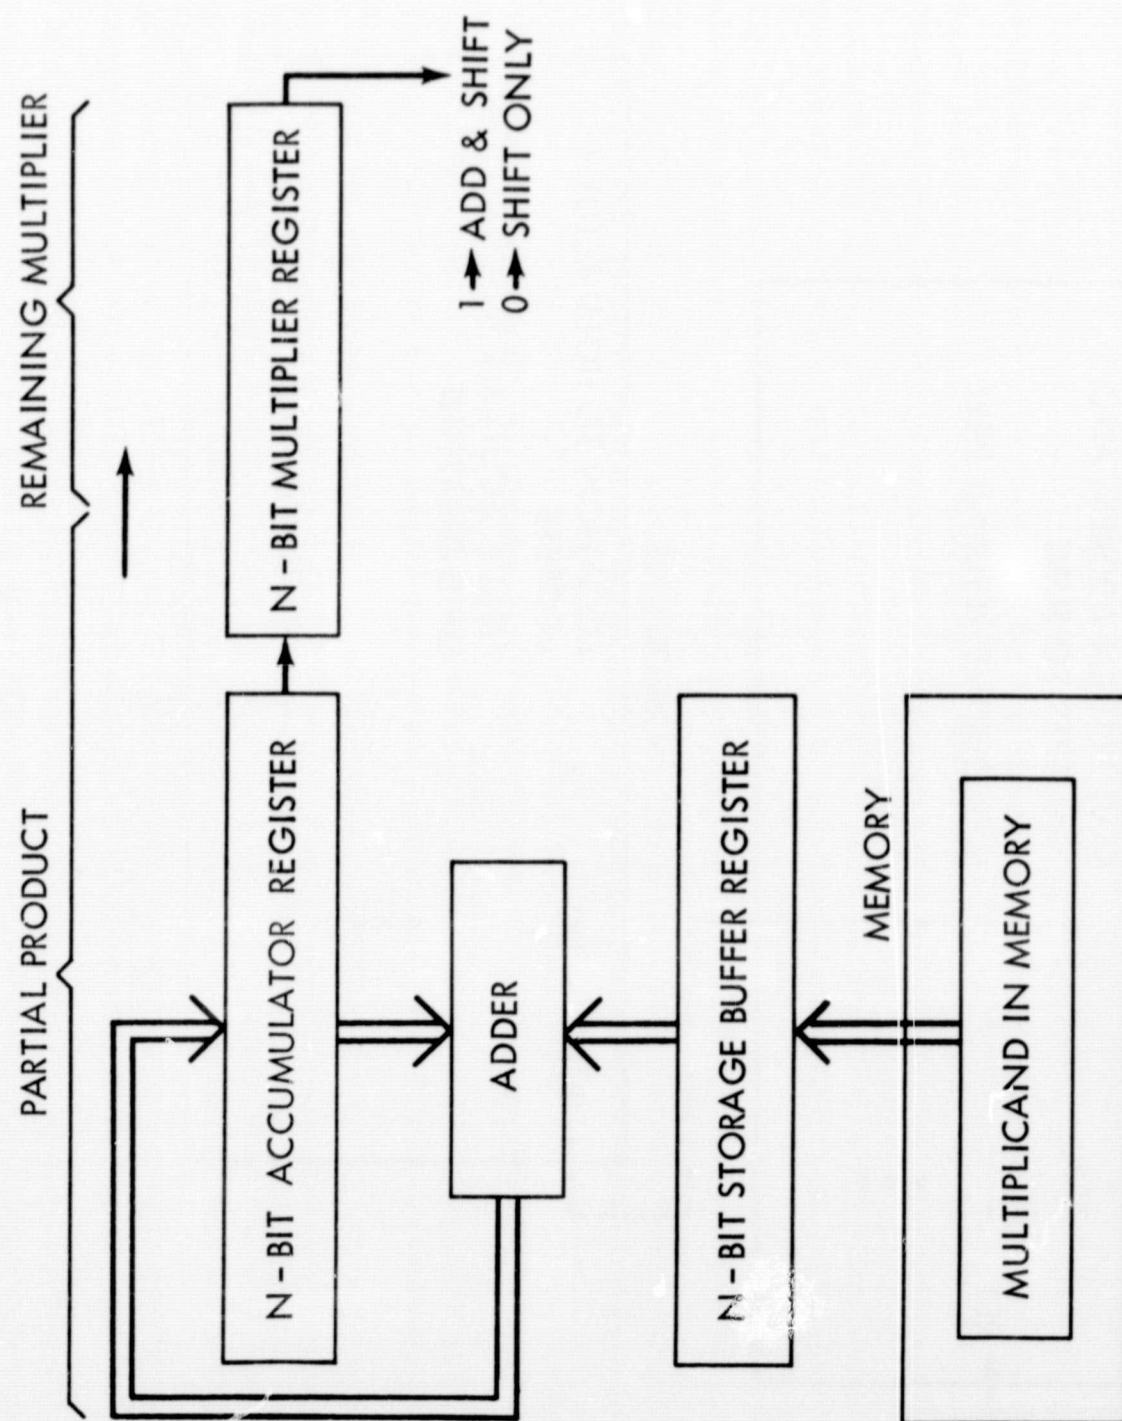 PARTIAL PRODUCT
REMAINING MULTIPLIER
N-BIT ACCUMULATOR REGISTER
N-BIT MULTIPLIER REGISTER
1→ ADD & SHIFT
0→ SHIFT ONLY
ADDER
N-BIT STORAGE BUFFER REGISTER
MEMORY
MULTIPLICAND IN MEMORY